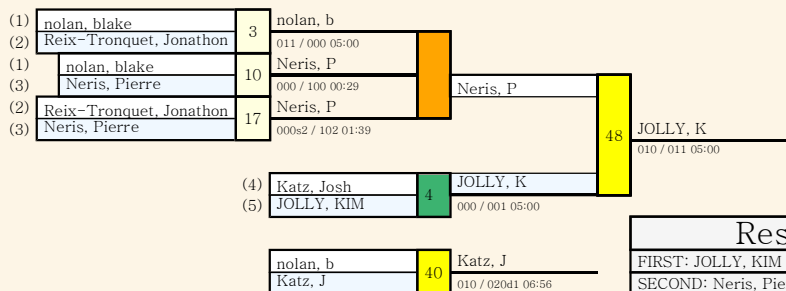 (1) nolan, blake
(2) Reix-Tronquet, Jonathon
3
nolan, b
011 / 000 05:00
(1) nolan, blake
(3) Neris, Pierre
10
Neris, P
000 / 100 00:29
(2) Reix-Tronquet, Jonathon
(3) Neris, Pierre
17
Neris, P
000s2 / 102 01:39
Neris, P
(4) Katz, Josh
(5) JOLLY, KIM
4
JOLLY, K
000 / 001 05:00
48
JOLLY, K
010 / 011 05:00
nolan, b
Katz, J
40
Katz, J
010 / 020d1 06:56
Res
FIRST: JOLLY, KIM
SECOND: Neris, Pie